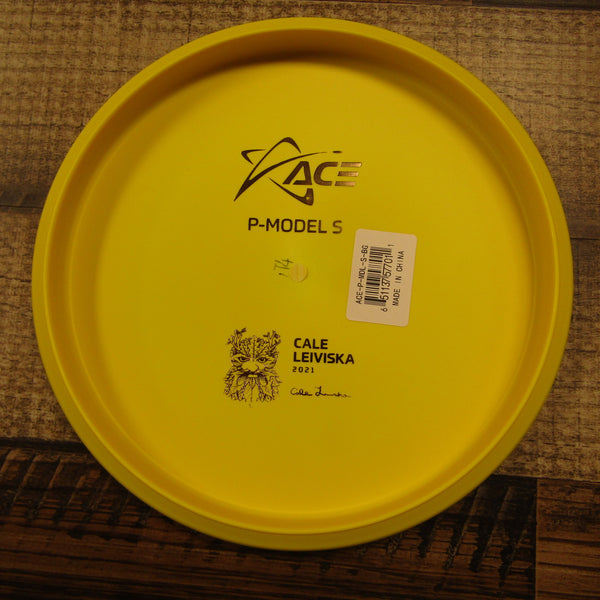 ACE
P-MODEL S
ACE-P-MDL-S-BG
MADE IN CHINA
174
CALE
LEIVISKA
2021